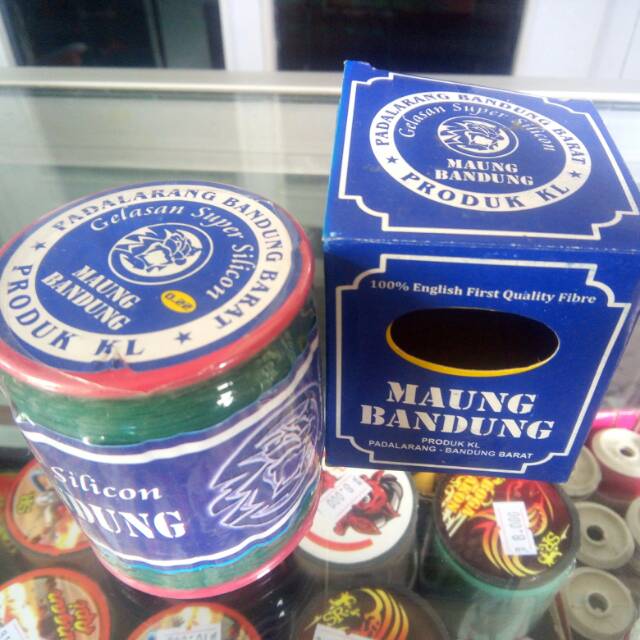 PADALARANG BANDUNG BARAT
Gelasan Super Silicon
MAUNG
BANDUNG
PRODUK KL
Silicon
DUNG
PADALARANG BANDUNG BARAT
Gelasan Super Silicon
MAUNG
BANDUNG
PRODUK KL
100% English First Quality Fibre
MAUNG
BANDUNG
PRODUK KL
PADALARANG - BANDUNG BARAT